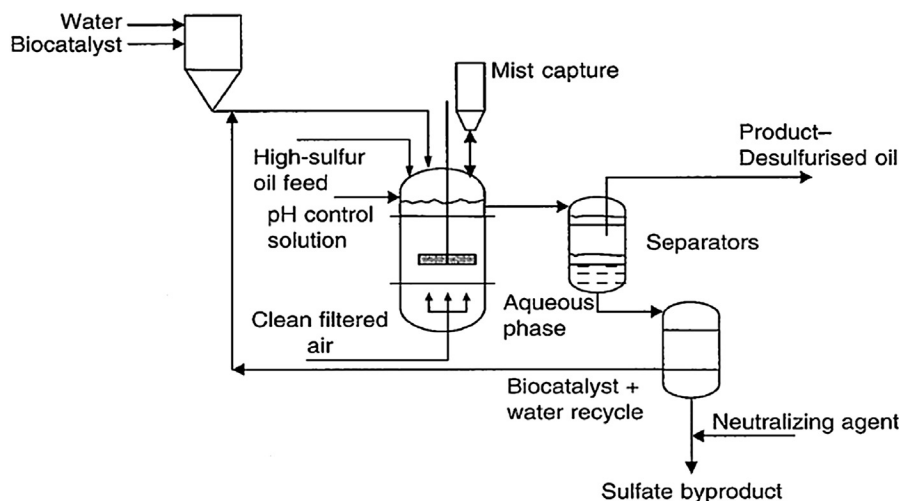 Water
Biocatalyst
Mist capture
High-sulfur
oil feed
pH control
solution
Product–
Desulfurised oil
Separators
Clean filtered
air
Aqueous
phase
Biocatalyst +
water recycle
Neutralizing agent
Sulfate byproduct